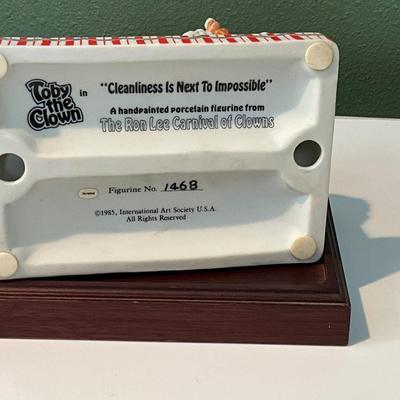 Toby
the
Clown
in
"Cleanliness Is Next To Impossible"
A handpainted porcelain figurine from
The Ron Lee Carnival of Clowns
Figurine No. 1468
©1985, International Art Society U.S.A.
All Rights Reserved